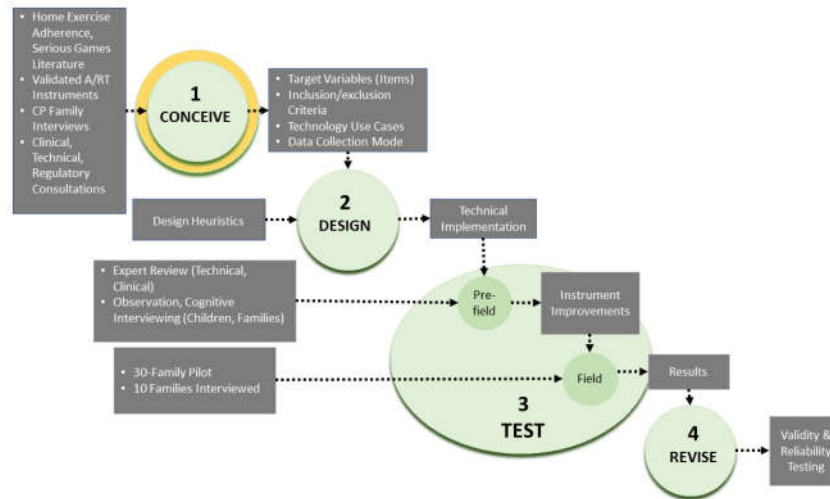 • Home Exercise
Adherence,
Serious Games
Literature
• Validated A/RT
Instruments
• CP Family
Interviews
• Clinical,
Technical,
Regulatory
Consultations
1
CONCEIVE
• Target Variables (Items)
• Inclusion/exclusion
Criteria
• Technology Use Cases
• Data Collection Mode
Design Heuristics
2
DESIGN
Technical
Implementation
• Expert Review (Technical,
Clinical)
• Observation, Cognitive
Interviewing (Children, Families)
Pre-
field
Instrument
Improvements
• 30-Family Pilot
• 10 Families Interviewed
Field
Results
3
TEST
4
REVISE
Validity &
Reliability
Testing